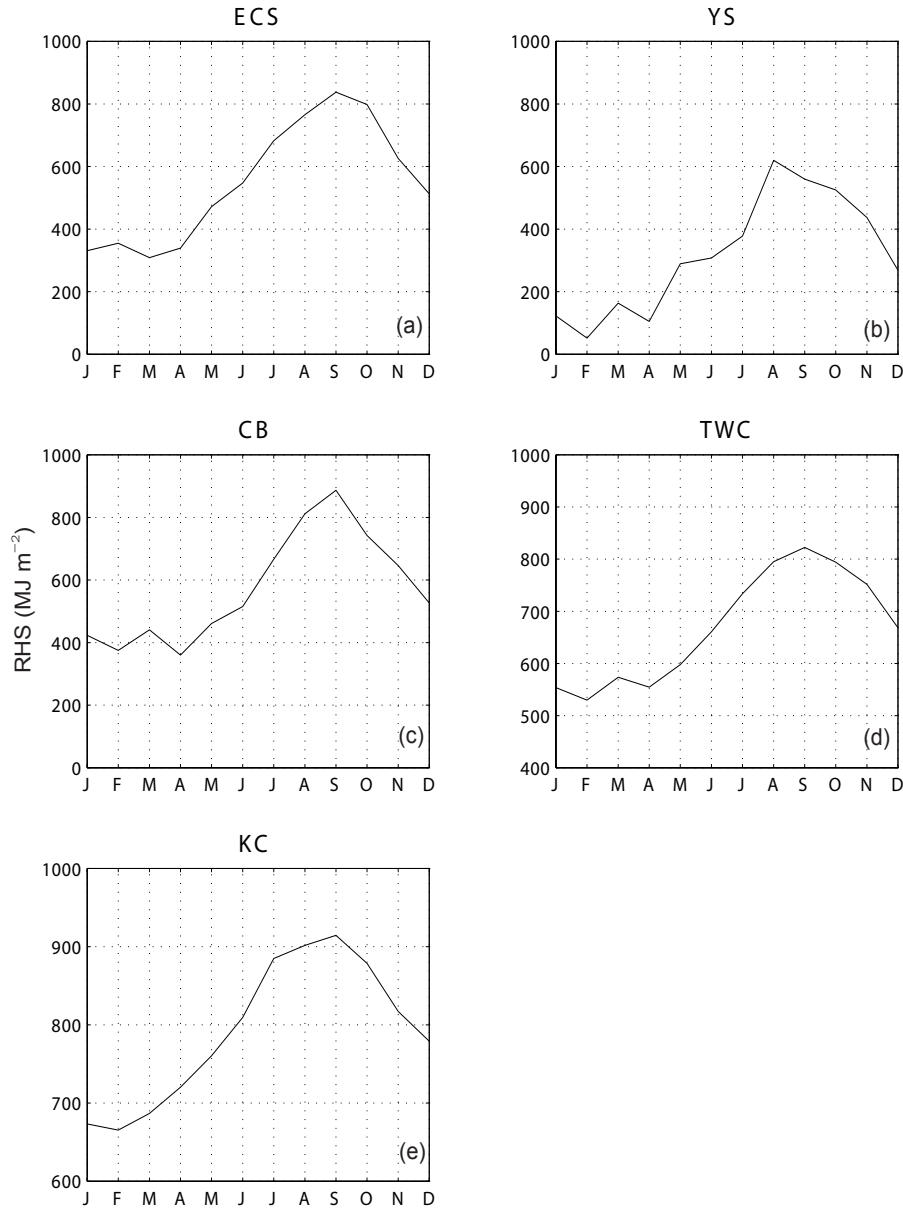 ECS
1000
800
600
400
200
0
J F M A M J J A S O N D
(a)
YS
1000
800
600
400
200
0
J F M A M J J A S O N D
(b)
CB
RHS (MJ m⁻²)
1000
800
600
400
200
0
J F M A M J J A S O N D
(c)
TWC
1000
900
800
700
600
500
400
J F M A M J J A S O N D
(d)
KC
1000
900
800
700
600
J F M A M J J A S O N D
(e)